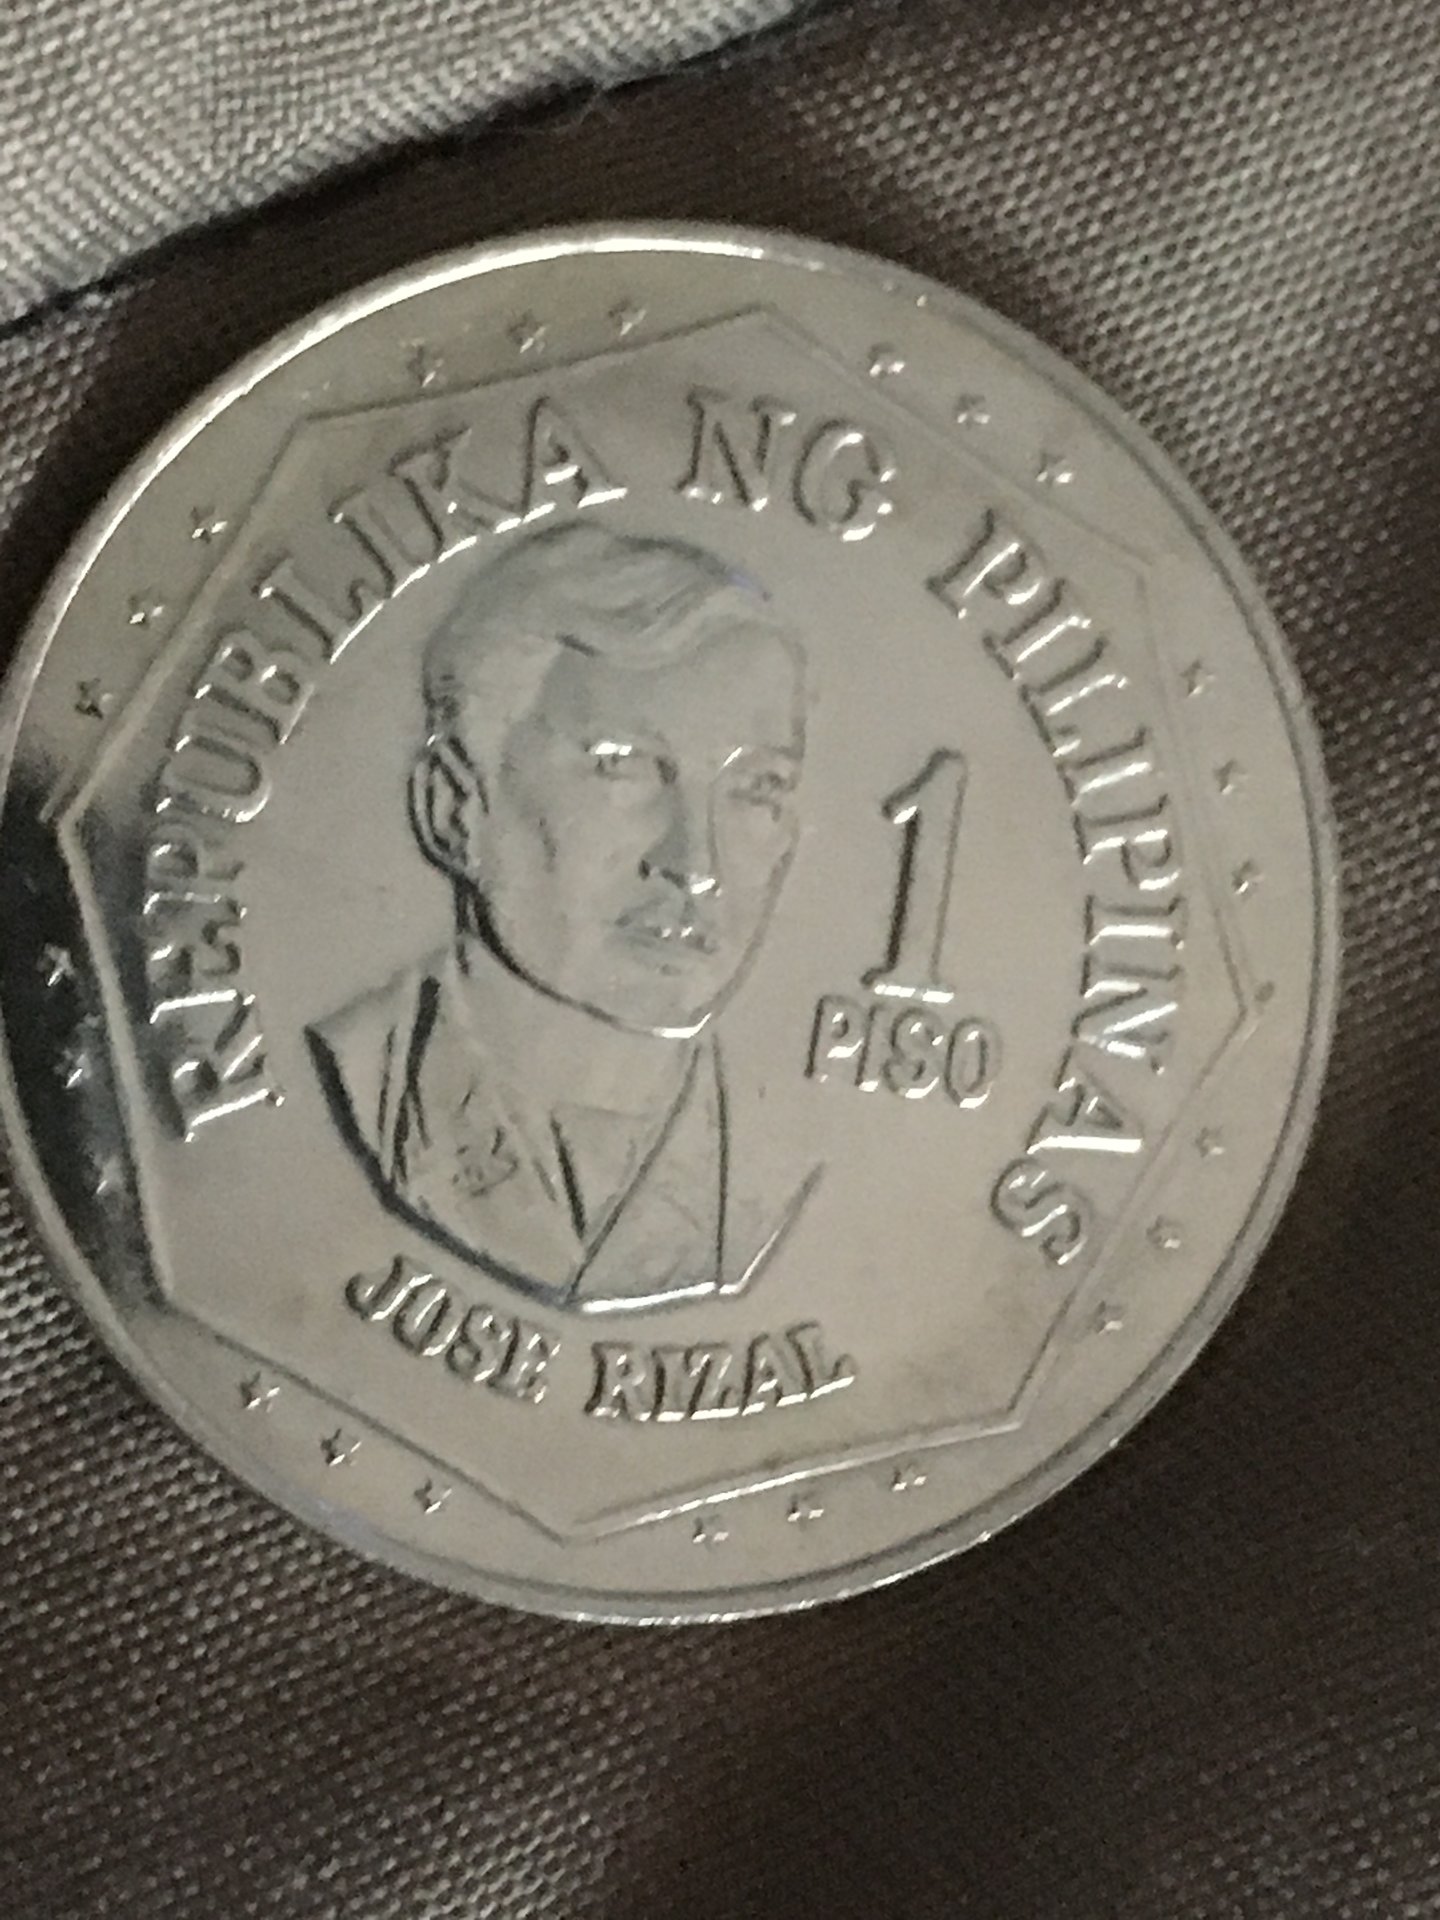 REPUBLIKA NG PILIPINAS
1
PISO
JOSE RIZAL